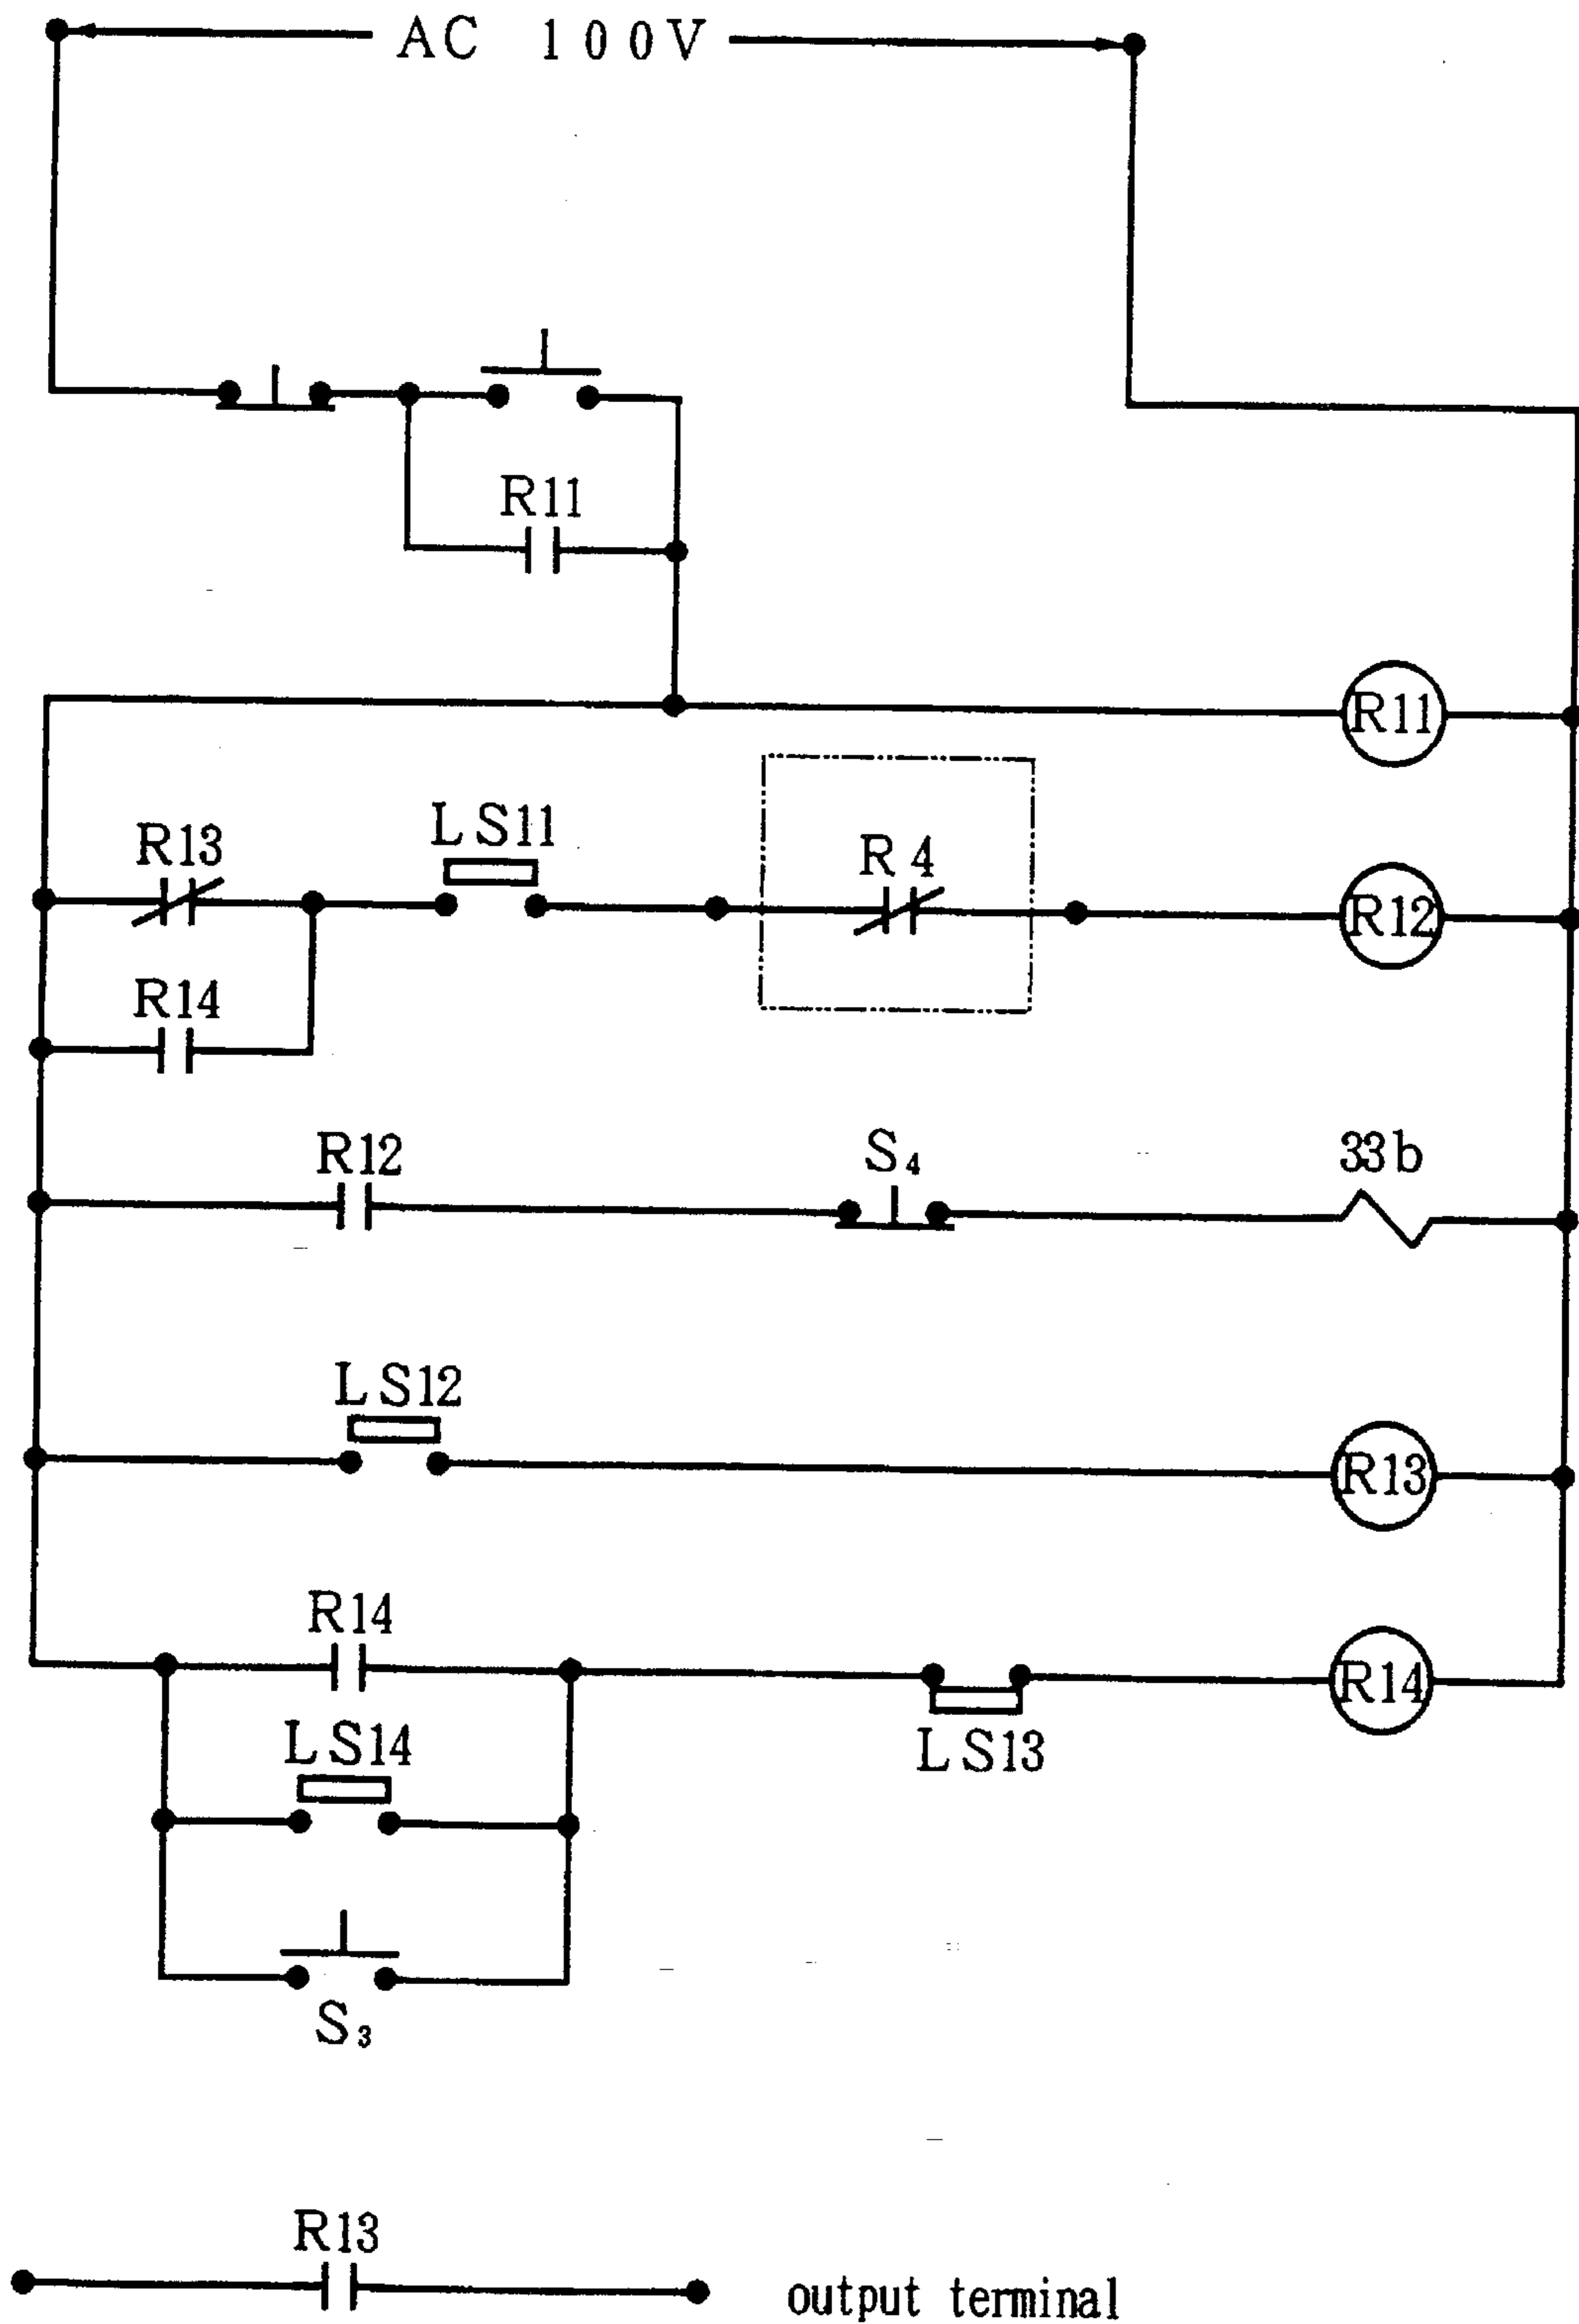 AC 100V
R11
R11
R13
LS11
R4
R12
R14
R12
S₄
33b
LS12
R13
R14
R14
LS14
LS13
S₃
R13
output terminal